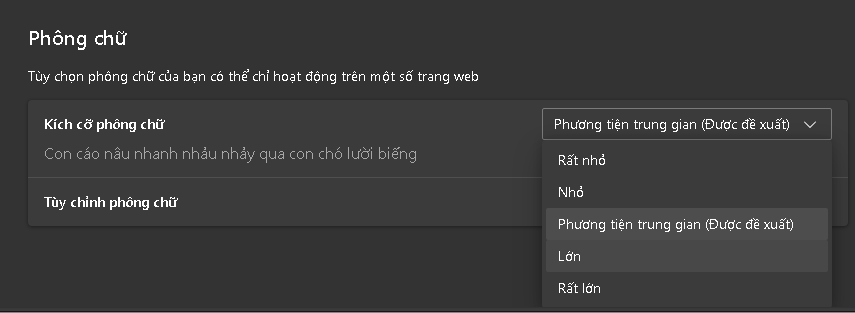 Phông chữ
Tùy chọn phông chữ của bạn có thể chỉ hoạt động trên một số trang web
Kích cỡ phông chữ
Phương tiện trung gian (Được đề xuất)
Con cáo nâu nhanh nhảu nhảy qua con chó lười biếng
Tùy chỉnh phông chữ
Rất nhỏ
Nhỏ
Phương tiện trung gian (Được đề xuất)
Lớn
Rất lớn